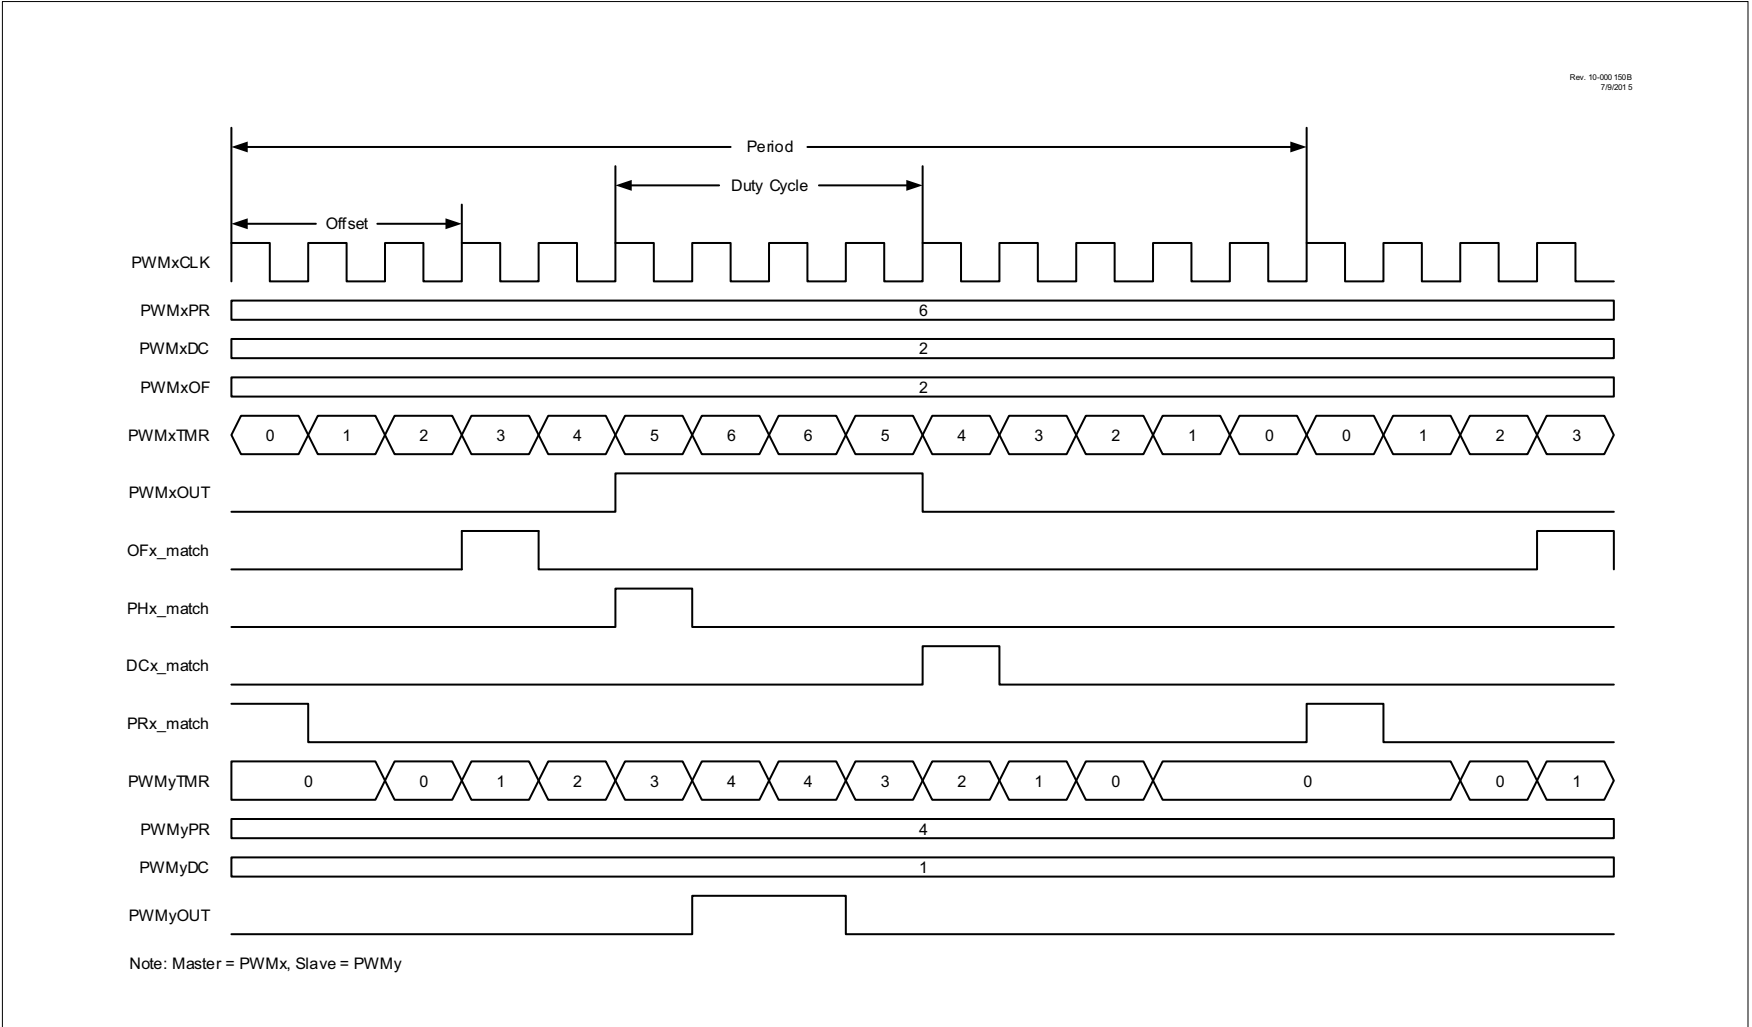 Rev. 10-000 150B
7/9/2015
Period
Duty Cycle
Offset
PWMxCLK
PWMxPR 6
PWMxDC 2
PWMxOF 2
PWMxTMR 0 1 2 3 4 5 6 6 5 4 3 2 1 0 0 1 2 3
PWMxOUT
OFx_match
PHx_match
DCx_match
PRx_match
PWMyTMR 0 0 1 2 3 4 4 3 2 1 0 0 0 1
PWMyPR 4
PWMyDC 1
PWMyOUT
Note: Master = PWMx, Slave = PWMy